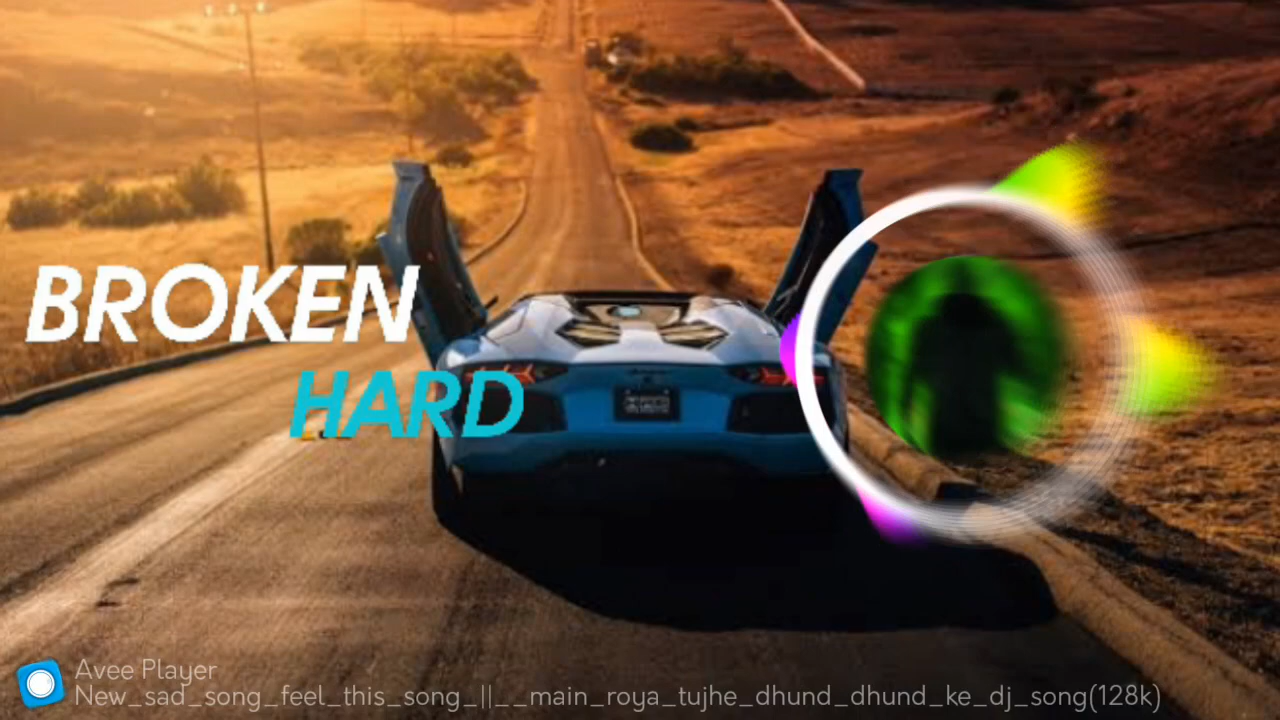 BROKEN
HARD
Avee Player
New_sad_song_feel_this_song_||__main_roya_tujhe_dhund_dhund_ke_dj_song(128k)